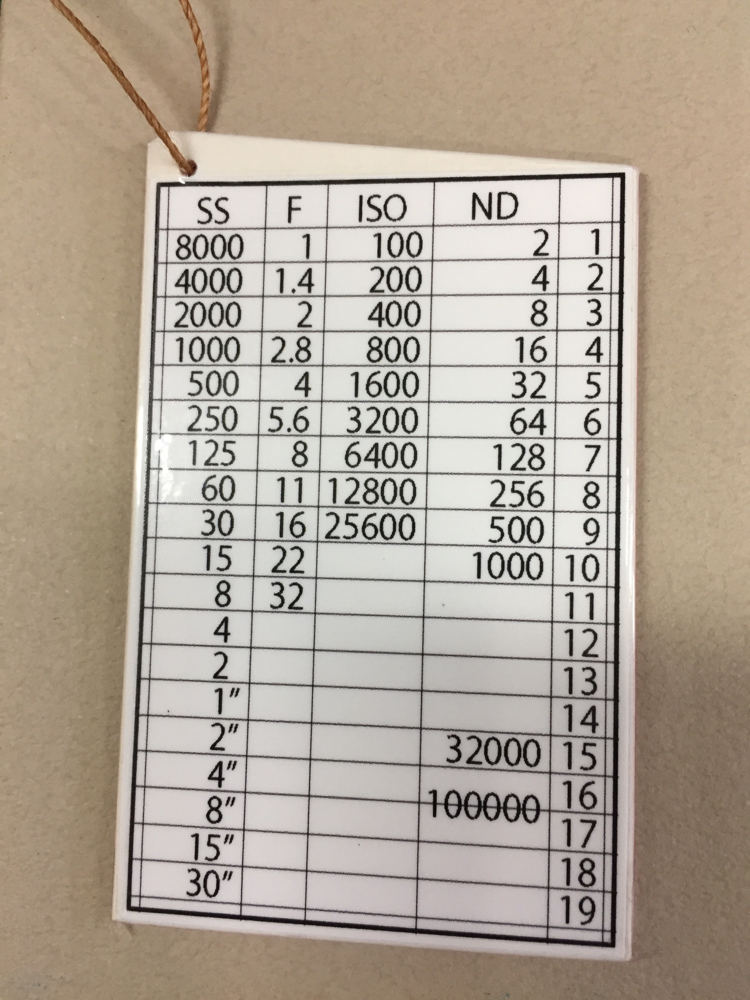 SS F ISO ND
8000 1 100 2 1
4000 1.4 200 4 2
2000 2 400 8 3
1000 2.8 800 16 4
500 4 1600 32 5
250 5.6 3200 64 6
125 8 6400 128 7
60 11 12800 256 8
30 16 25600 500 9
15 22 1000 10
8 32 11
4 12
2 13
1″ 14
2″ 32000 15
4″ 16
8″ 100000 17
15″ 18
30″ 19